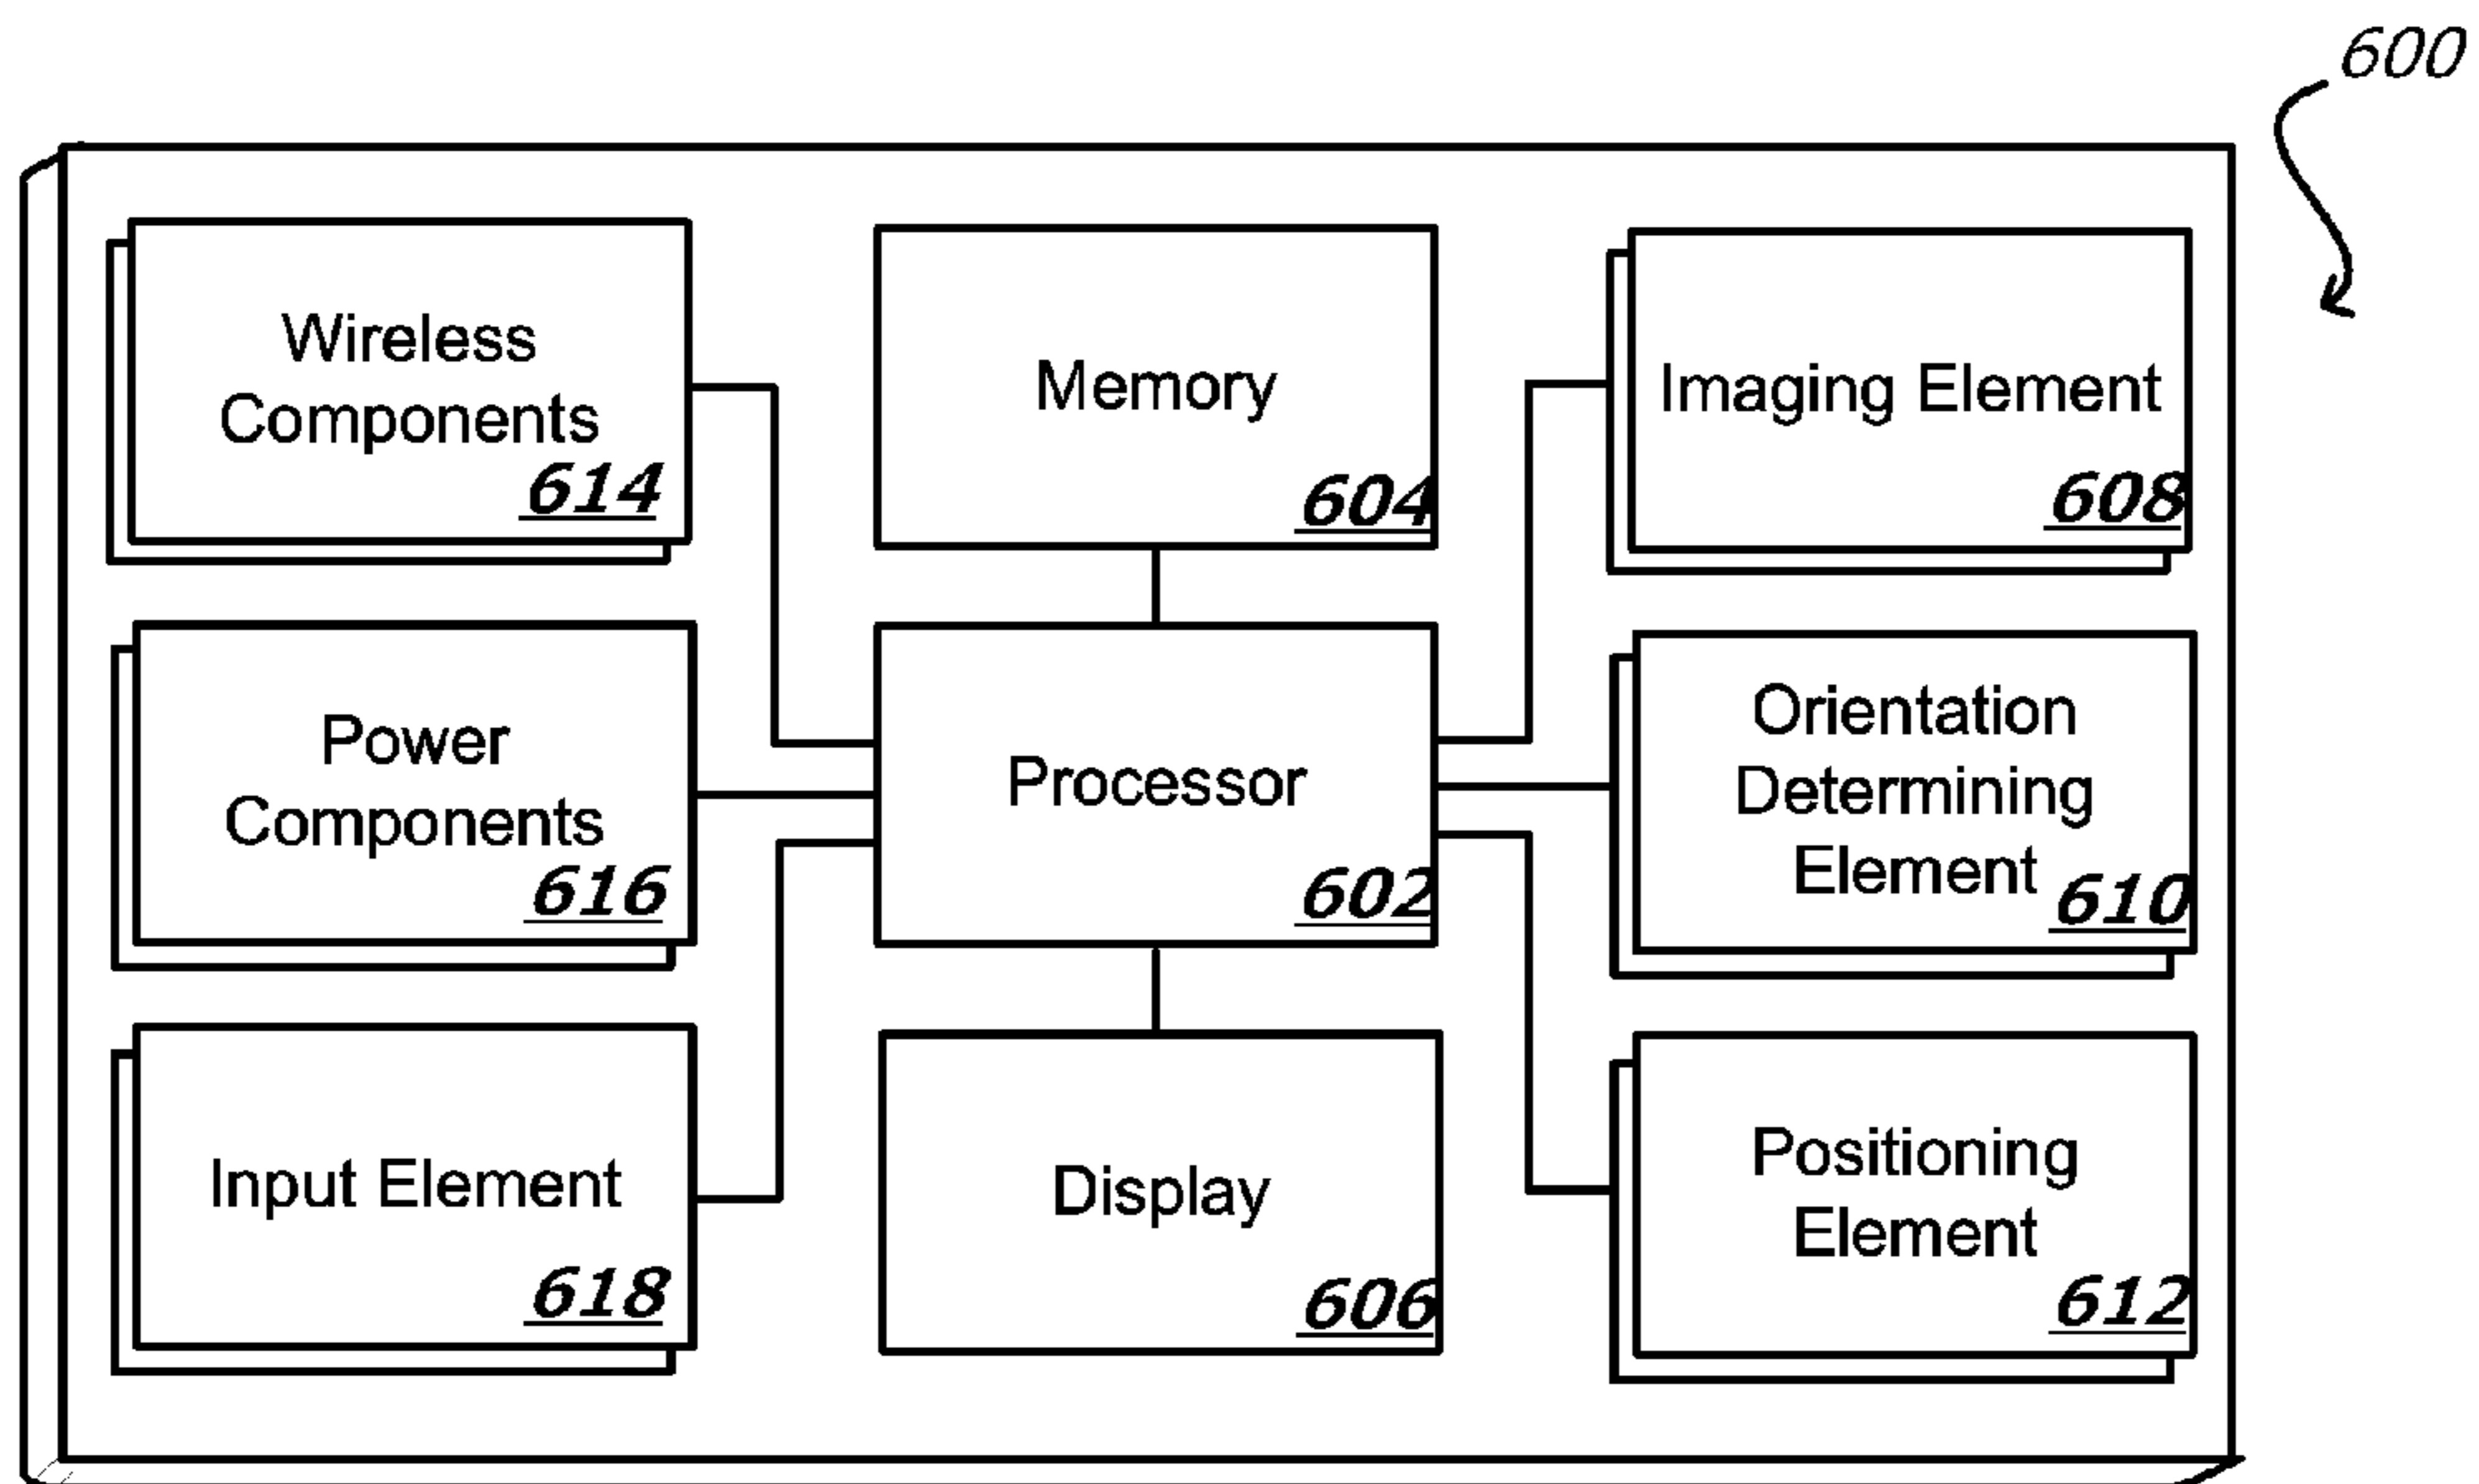 600
Wireless
Components
614
Memory
604
Imaging Element
608
Power
Components
616
Processor
602
Orientation
Determining
Element
610
Input Element
618
Display
606
Positioning
Element
612